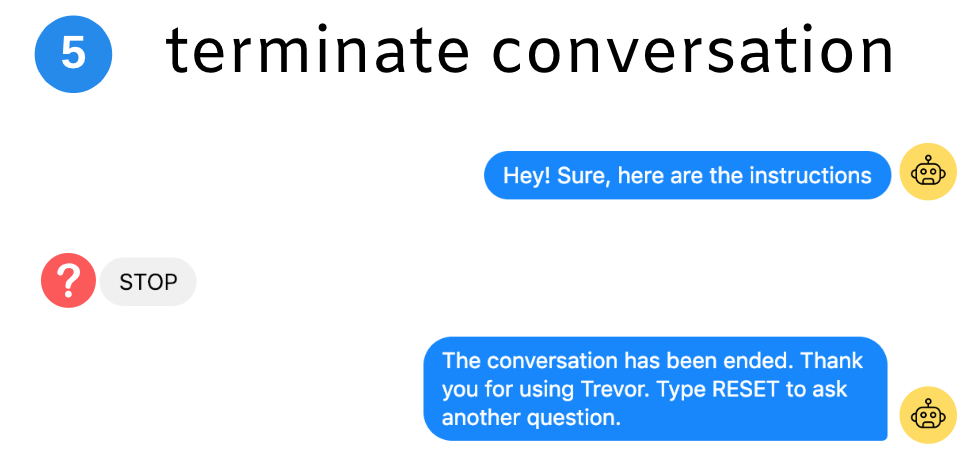 5 terminate conversation
Hey! Sure, here are the instructions
? STOP
The conversation has been ended. Thank
you for using Trevor. Type RESET to ask
another question.